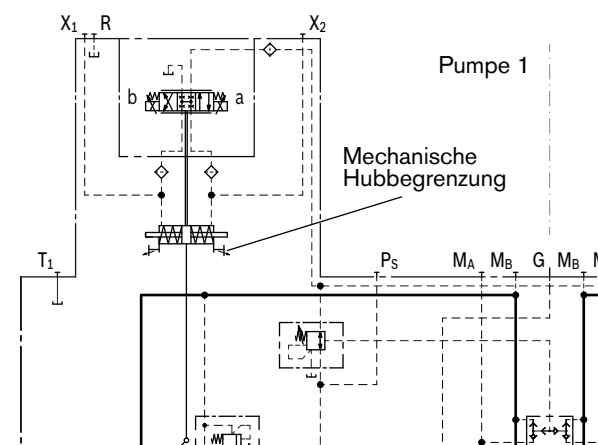 X1 R X2
Pumpe 1
b a
Mechanische
Hubbegrenzung
T1 PS MA MB G MB